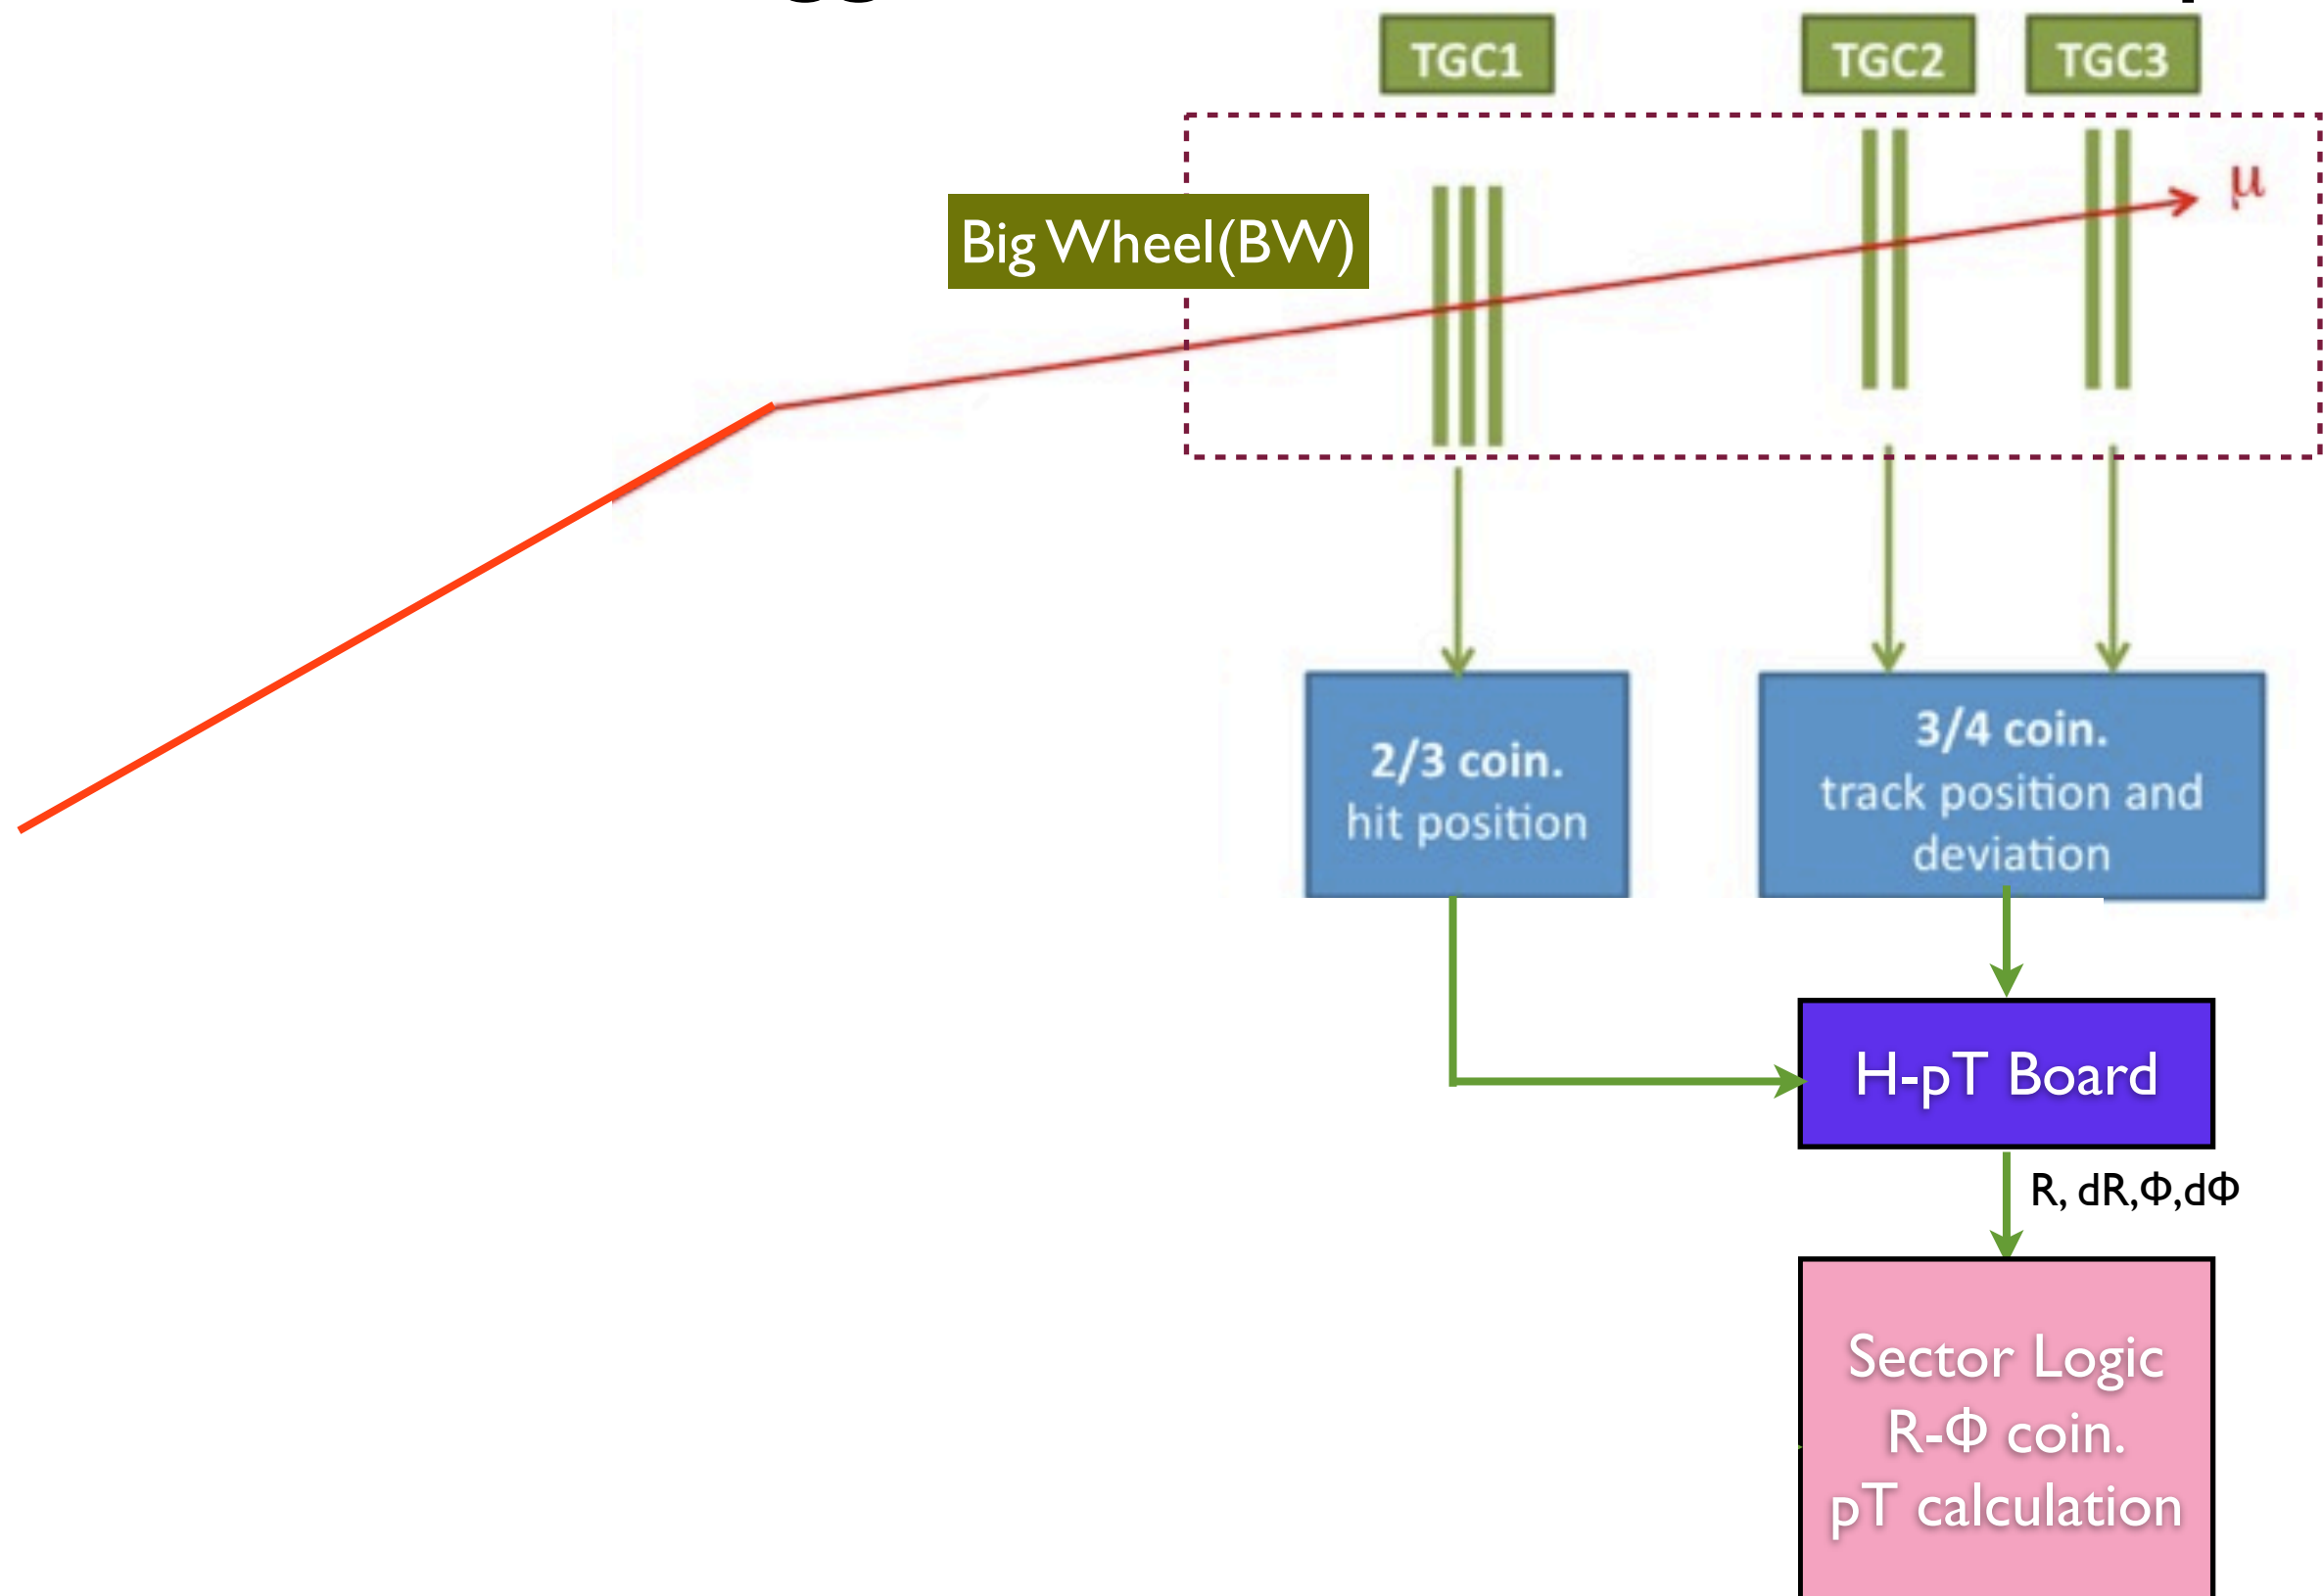 TGC1
TGC2
TGC3
Big Wheel(BW)
μ
2/3 coin.
hit position
3/4 coin.
track position and
deviation
H-pT Board
R, dR,Φ,dΦ
Sector Logic
R-Φ coin.
pT calculation